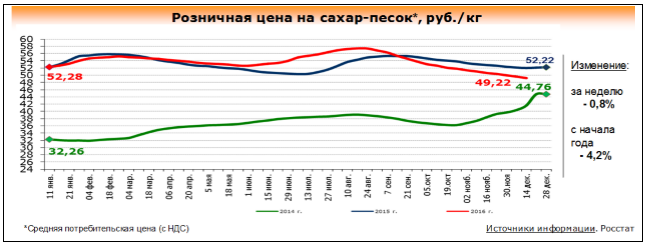 Розничная цена на сахар-песок*, руб./кг
60
58
56
54
52
50
48
46
44
42
40
38
36
34
32
30
28
26
24
52,28
32,26
52,22
49,22
44,76
Изменение:
за неделю
- 0,8%
с начала
года
- 4,2%
11 янв.
21 янв.
04 фев.
18 фев.
04 мар.
18 мар.
06 апр.
20 апр.
5 мая
18 мая
1 июн.
15 июн.
29 июн.
13 июл.
27 июл.
10 авг.
24 авг.
7 сен.
21 сен.
05.окт
19.окт
02 нояб.
16 нояб.
30.ноя
14 дек.
28 дек.
2014 г.
2015 г.
2016 г.
*Средняя потребительская цена (с НДС)
Источники информации. Росстат